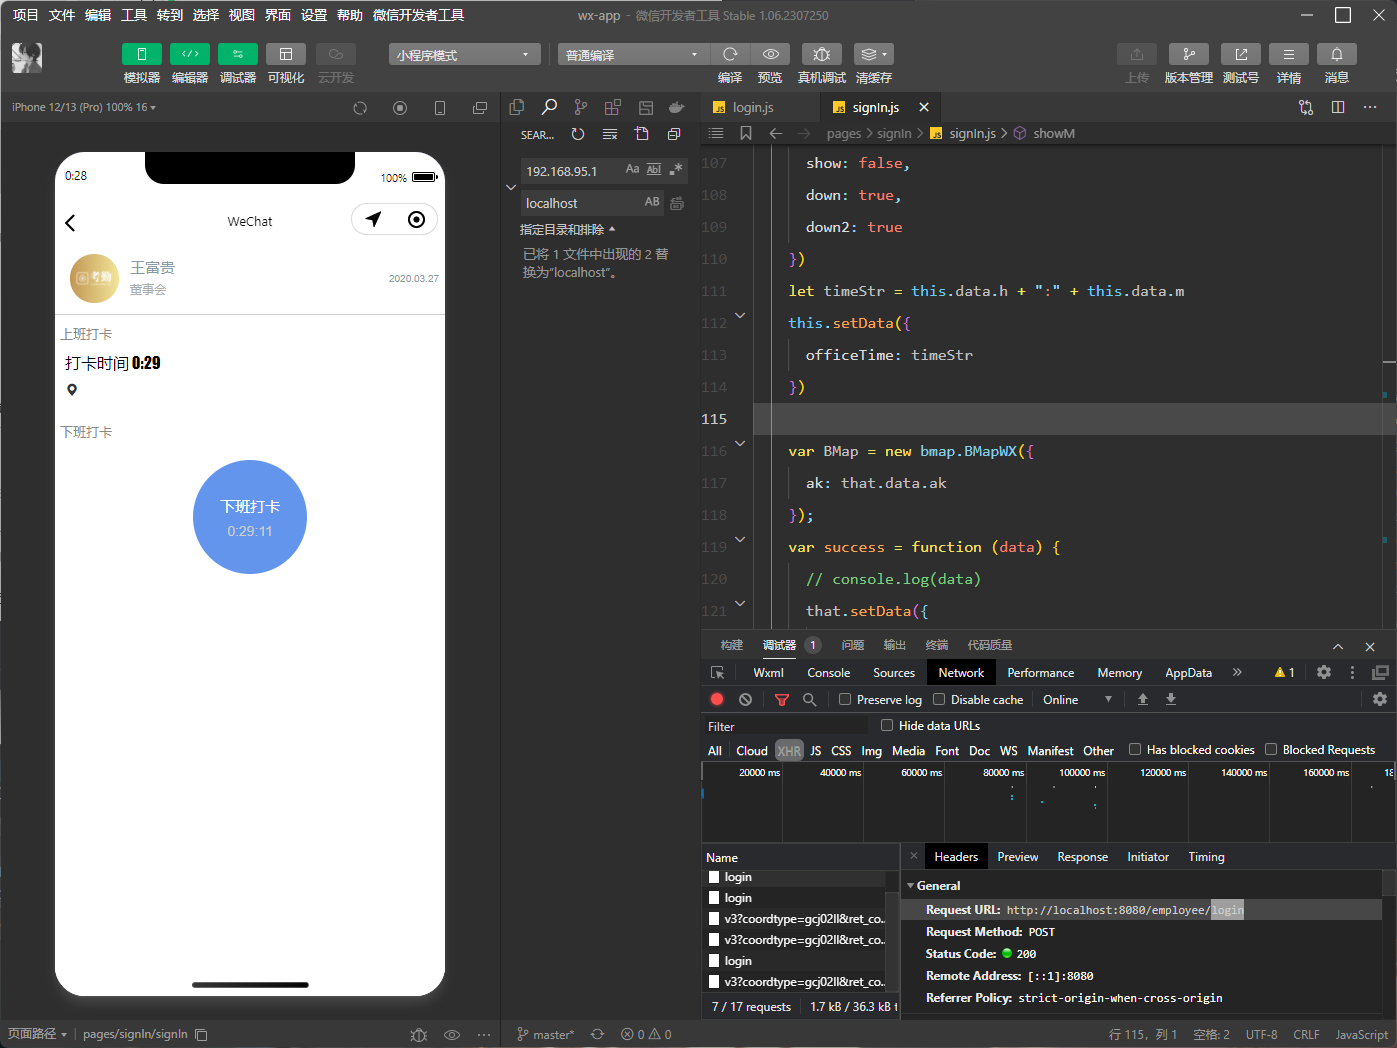 项目 文件 编辑 工具 转到 选择 视图 界面 设置 帮助 微信开发者工具
wx-app - 微信开发者工具 Stable 1.06.2307250
模拟器 编辑器 调试器 可视化 云开发
小程序模式
普通编译
编译 预览 真机调试 清缓存
上传 版本管理 测试号 详情 消息
iPhone 12/13 (Pro) 100% 16
0:28
100%
WeChat
王富贵
董事会
2020.03.27
上班打卡
打卡时间 0:29
下班打卡
下班打卡
0:29:11
页面路径 pages/signIn/signIn
SEAR...
192.168.95.1
Aa Abl .*
localhost
AB
指定目录和排除
已将 1 文件中出现的 2 替
换为"localhost"。
JS login.js
JS signIn.js
pages > signIn > JS signIn.js > showM
107 show: false,
108 down: true,
109 down2: true
110 })
111 let timeStr = this.data.h + ":" + this.data.m
112 this.setData({
113 officeTime: timeStr
114 })
115
116 var BMap = new bmap.BMapWX({
117 ak: that.data.ak
118 });
119 var success = function (data) {
120 // console.log(data)
121 that.setData({
构建 调试器 1 问题 输出 终端 代码质量
Wxml Console Sources Network Performance Memory AppData 1
Preserve log Disable cache Online
Filter Hide data URLs
All Cloud XHR JS CSS Img Media Font Doc WS Manifest Other Has blocked cookies Blocked Requests
20000 ms 40000 ms 60000 ms 80000 ms 100000 ms 120000 ms 140000 ms 160000 ms 18
Name
login
login
v3?coordtype=gcj02ll&ret_co..
v3?coordtype=gcj02ll&ret_co..
login
v3?coordtype=gcj02ll&ret_co..
7 / 17 requests 1.7 kB / 36.3 kB t
Headers Preview Response Initiator Timing
General
Request URL: http://localhost:8080/employee/login
Request Method: POST
Status Code: 200
Remote Address: [::1]:8080
Referrer Policy: strict-origin-when-cross-origin
master* 0 0
行 115，列 1 空格: 2 UTF-8 CRLF JavaScript